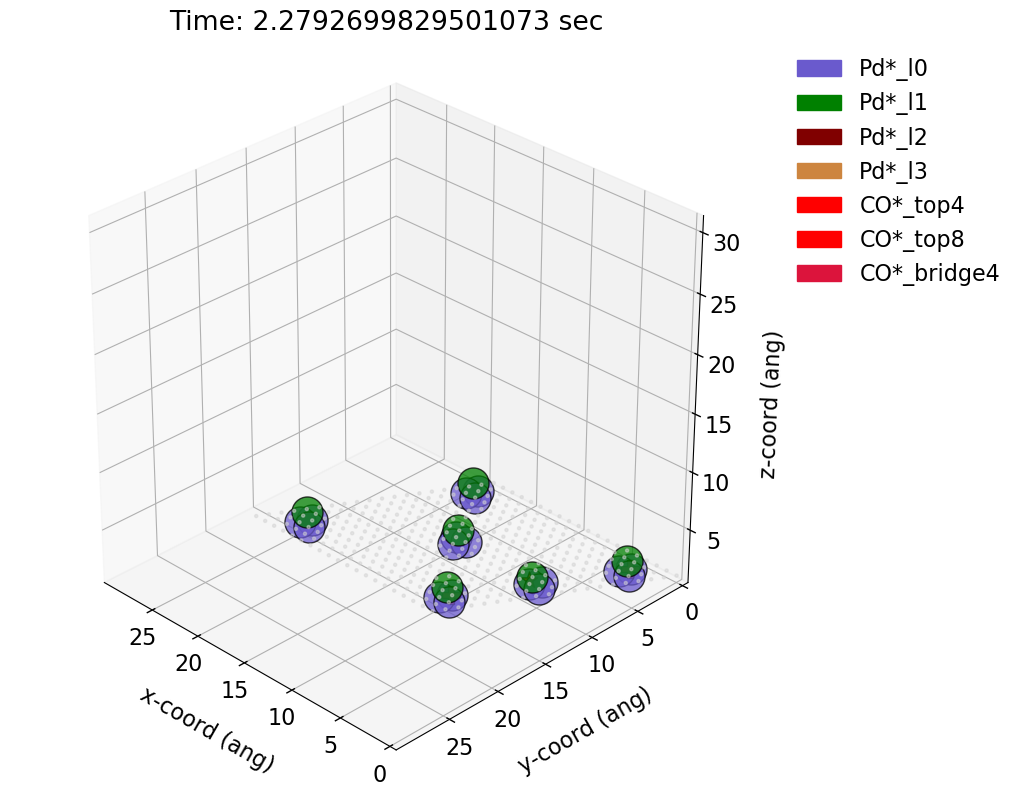 Time: 2.2792699829501073 sec
Pd*_l0
Pd*_l1
Pd*_l2
Pd*_l3
CO*_top4
CO*_top8
CO*_bridge4
30
25
20
15
10
5
z-coord (ang)
25
20
15
10
5
0
x-coord (ang)
0
5
10
15
20
25
y-coord (ang)